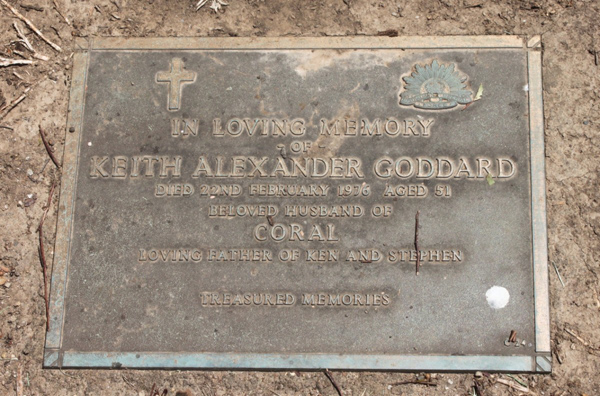 IN LOVING MEMORY
- OF -
KEITH ALEXANDER GODDARD
DIED 22ND FEBRUARY 1976 AGED 51
BELOVED HUSBAND OF
CORAL
LOVING FATHER OF KEN AND STEPHEN
TREASURED MEMORIES